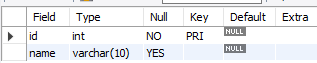 Field Type Null Key Default Extra
id int NO PRI NULL
name varchar(10) YES NULL